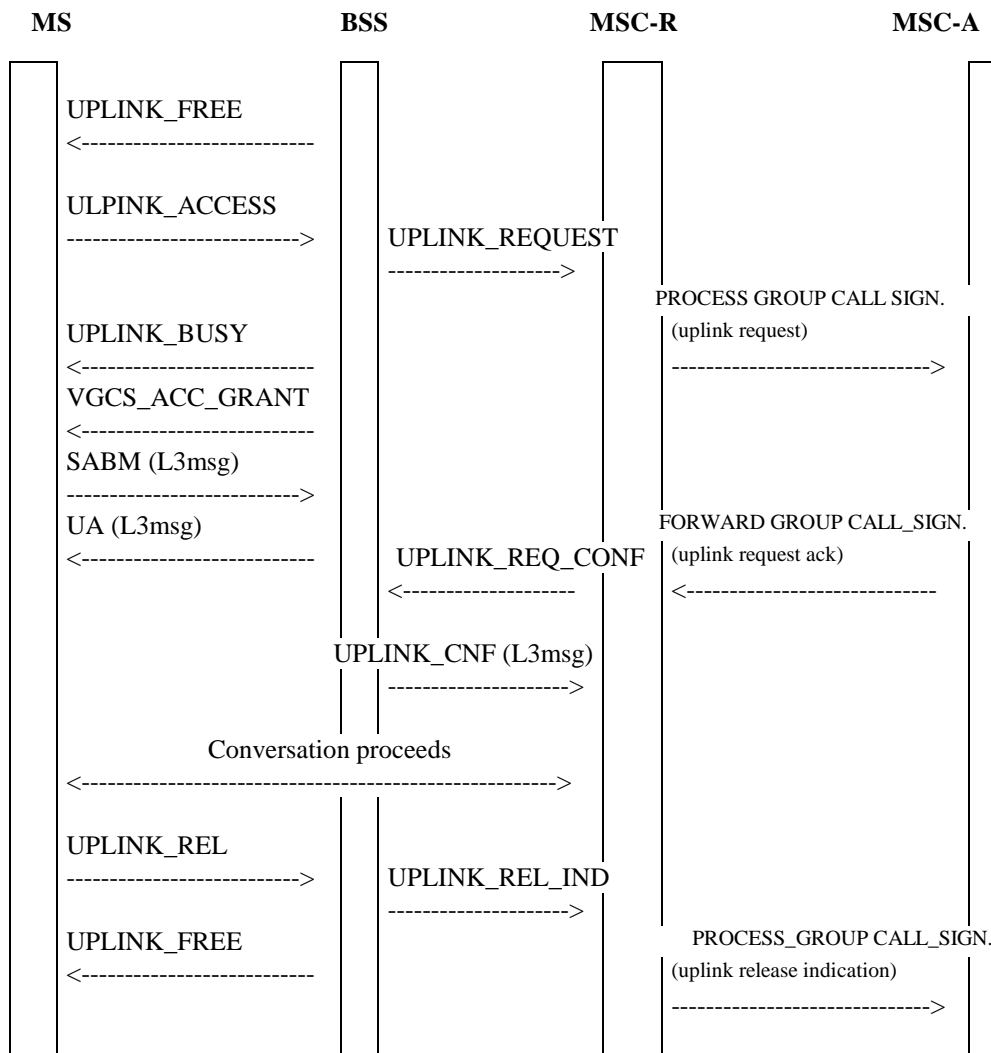 MS BSS MSC-R MSC-A
UPLINK_FREE
<---------------------------
ULPINK_ACCESS
---------------------------> UPLINK_REQUEST
-------------------->
PROCESS GROUP CALL SIGN.
UPLINK_BUSY (uplink request)
<--------------------------- ------------------------------>
VGCS_ACC_GRANT
<---------------------------
SABM (L3msg)
--------------------------->
UA (L3msg) FORWARD GROUP CALL_SIGN.
<--------------------------- UPLINK_REQ_CONF (uplink request ack)
<-------------------- <-----------------------------
UPLINK_CNF (L3msg)
--------------------->
Conversation proceeds
<------------------------------------------------------->
UPLINK_REL
---------------------------> UPLINK_REL_IND
--------------------->
UPLINK_FREE PROCESS_GROUP CALL_SIGN.
<--------------------------- (uplink release indication)
------------------------------>